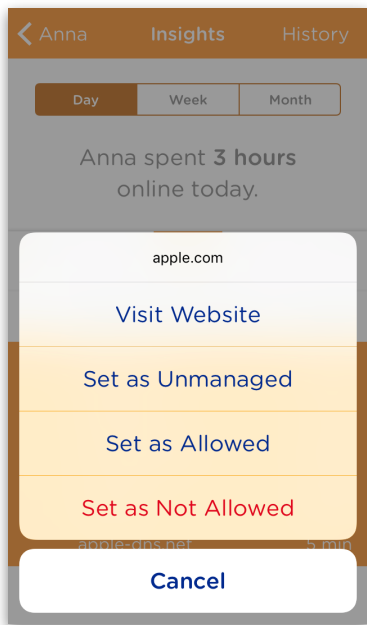 Anna Insights History
Day Week Month
Anna spent 3 hours
online today.
apple.com
Visit Website
Set as Unmanaged
Set as Allowed
Set as Not Allowed
apple-dns.net 5 min
Cancel